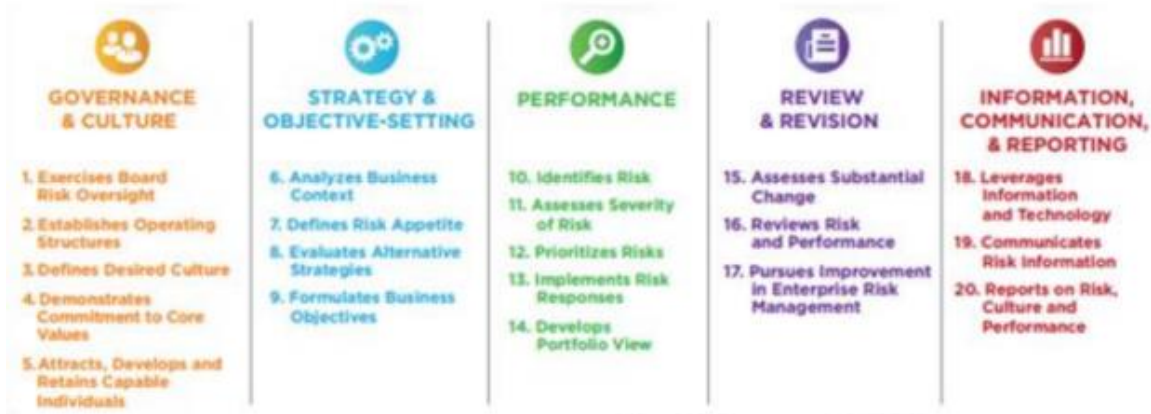 GOVERNANCE
& CULTURE
1. Exercises Board
Risk Oversight
2. Establishes Operating
Structures
3. Defines Desired Culture
4. Demonstrates
Commitment to Core
Values
5. Attracts, Develops and
Retains Capable
Individuals
STRATEGY &
OBJECTIVE-SETTING
6. Analyzes Business
Context
7. Defines Risk Appetite
8. Evaluates Alternative
Strategies
9. Formulates Business
Objectives
PERFORMANCE
10. Identifies Risk
11. Assesses Severity
of Risk
12. Prioritizes Risks
13. Implements Risk
Responses
14. Develops
Portfolio View
REVIEW
& REVISION
15. Assesses Substantial
Change
16. Reviews Risk
and Performance
17. Pursues Improvement
in Enterprise Risk
Management
INFORMATION,
COMMUNICATION,
& REPORTING
18. Leverages
Information
and Technology
19. Communicates
Risk Information
20. Reports on Risk,
Culture and
Performance